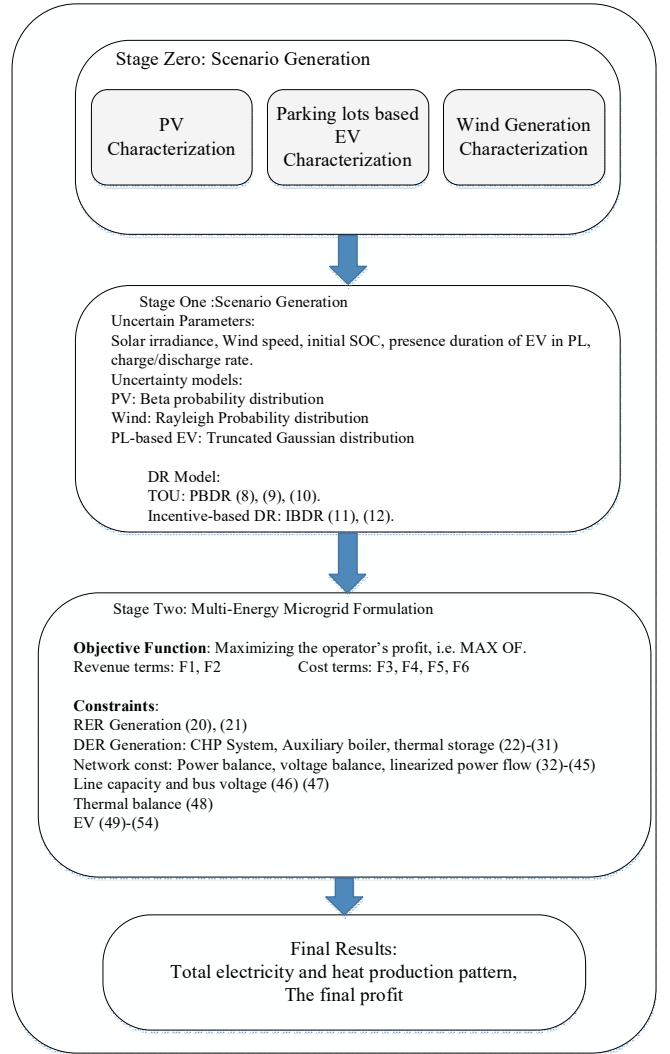 Stage Zero: Scenario Generation
PV
Characterization
Parking lots based
EV
Characterization
Wind Generation
Characterization
Stage One :Scenario Generation
Uncertain Parameters:
Solar irradiance, Wind speed, initial SOC, presence duration of EV in PL,
charge/discharge rate.
Uncertainty models:
PV: Beta probability distribution
Wind: Rayleigh Probability distribution
PL-based EV: Truncated Gaussian distribution
DR Model:
TOU: PBDR (8), (9), (10).
Incentive-based DR: IBDR (11), (12).
Stage Two: Multi-Energy Microgrid Formulation
Objective Function: Maximizing the operator's profit, i.e. MAX OF.
Revenue terms: F1, F2 Cost terms: F3, F4, F5, F6
Constraints:
RER Generation (20), (21)
DER Generation: CHP System, Auxiliary boiler, thermal storage (22)-(31)
Network const: Power balance, voltage balance, linearized power flow (32)-(45)
Line capacity and bus voltage (46) (47)
Thermal balance (48)
EV (49)-(54)
Final Results:
Total electricity and heat production pattern,
The final profit